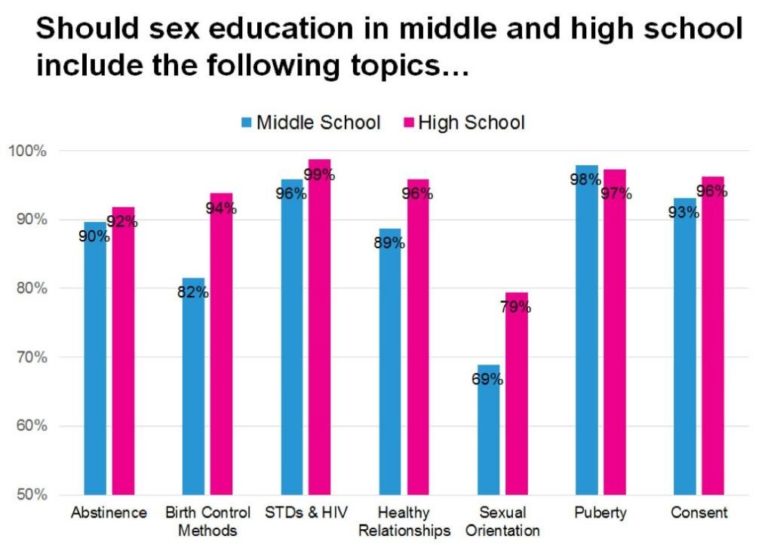 Should sex education in middle and high school
include the following topics...
Middle School High School
100%
90%
80%
70%
60%
50%
90%
92%
82%
94%
96%
99%
89%
96%
69%
79%
98%
97%
93%
96%
Abstinence
Birth Control
Methods
STDs & HIV
Healthy
Relationships
Sexual
Orientation
Puberty
Consent